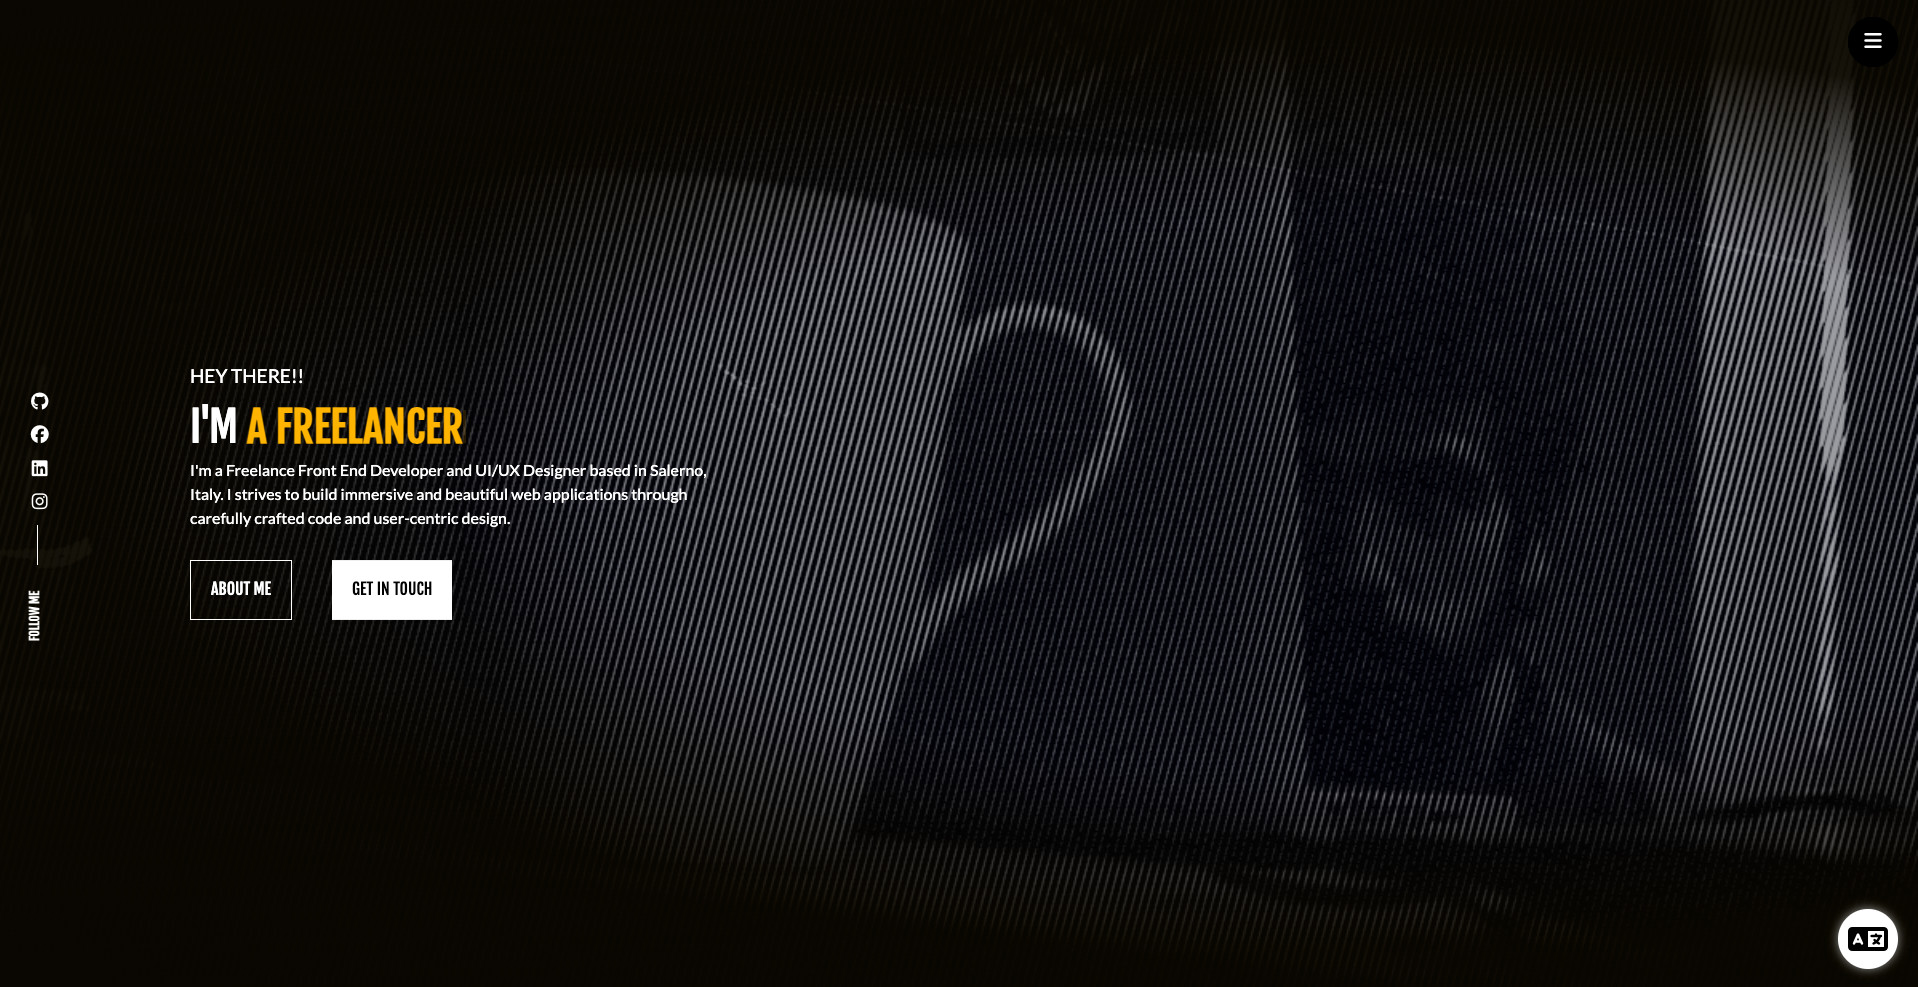 HEY THERE!!
I'M A FREELANCER
I'm a Freelance Front End Developer and UI/UX Designer based in Salerno,
Italy. I strives to build immersive and beautiful web applications through
carefully crafted code and user-centric design.
ABOUT ME
GET IN TOUCH
FOLLOW ME
A 文